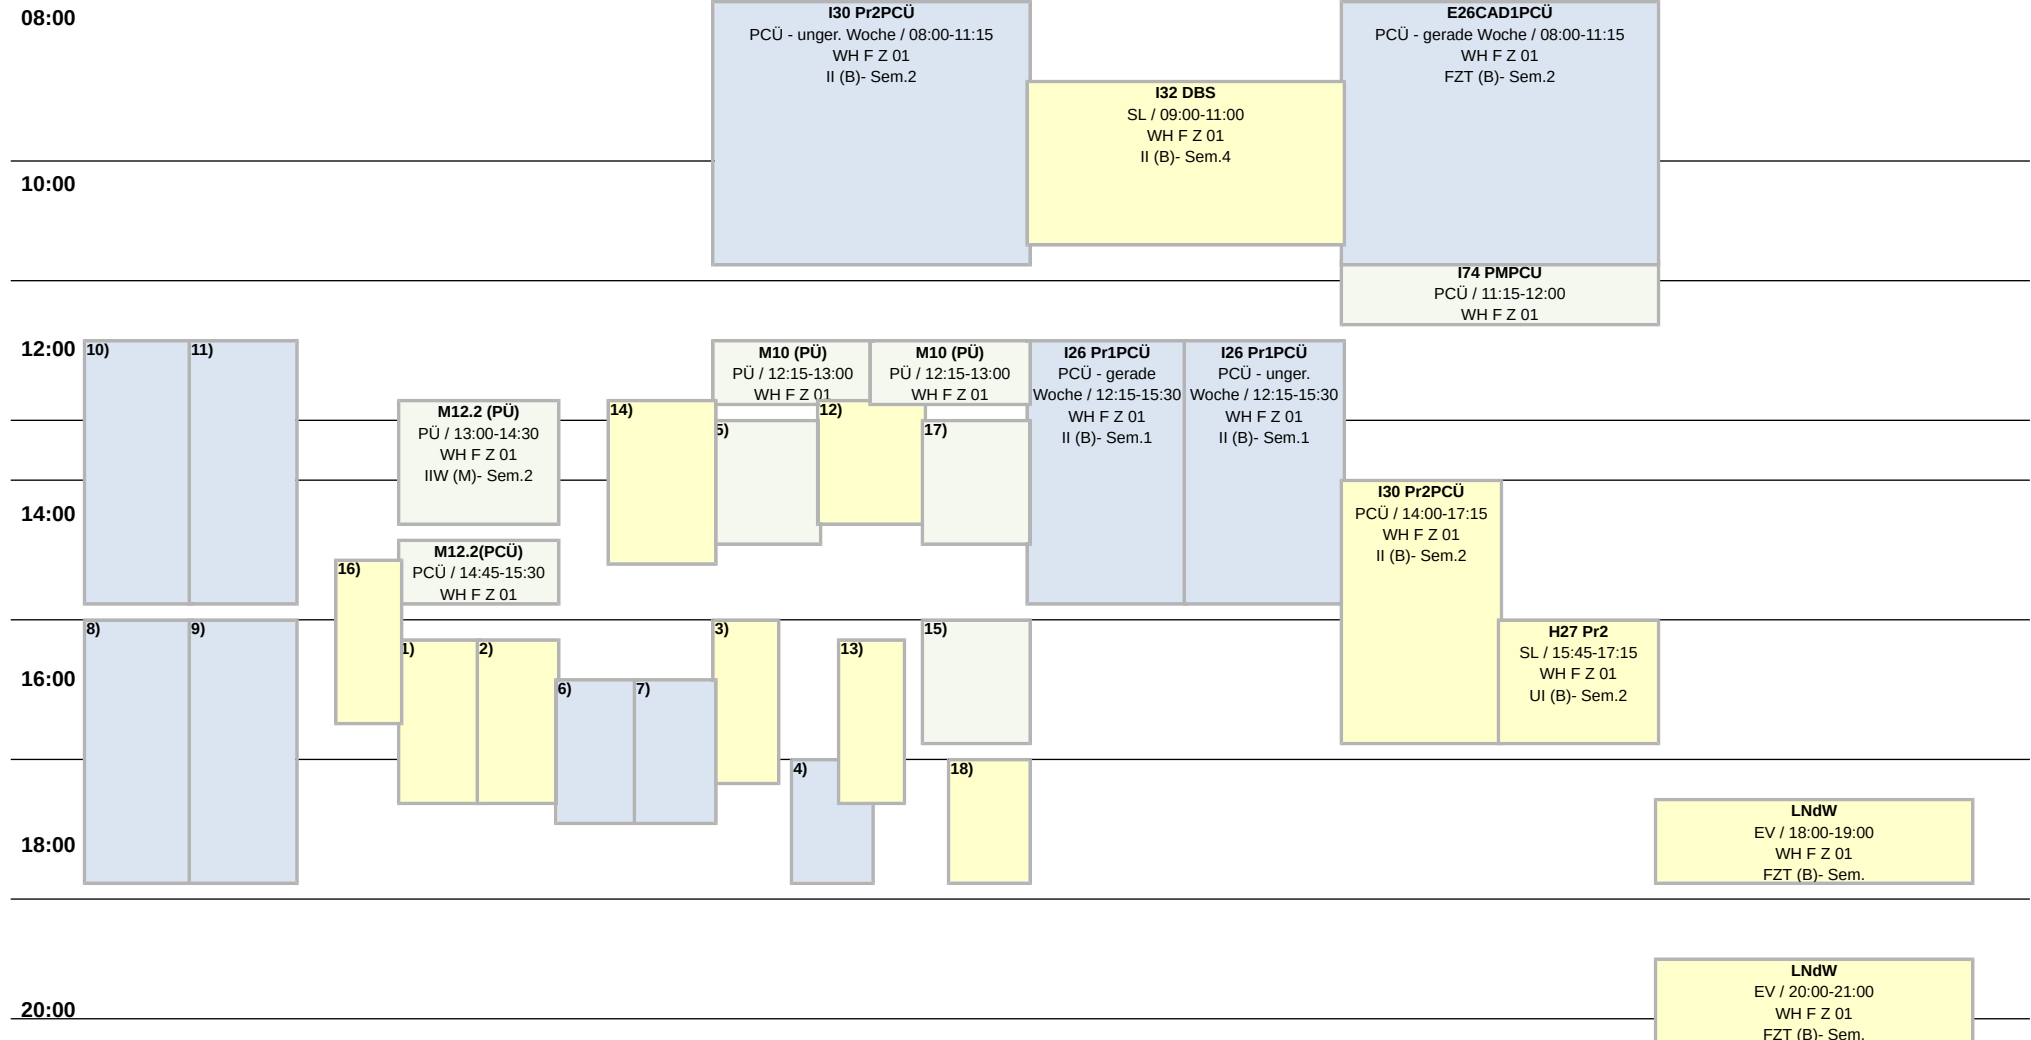 08:00
I30 Pr2PCÜ
PCÜ - unger. Woche / 08:00-11:15
WH F Z 01
II (B)- Sem.2
E26CAD1PCÜ
PCÜ - gerade Woche / 08:00-11:15
WH F Z 01
FZT (B)- Sem.2
I32 DBS
SL / 09:00-11:00
WH F Z 01
II (B)- Sem.4
10:00
I74 PMPCÜ
PCÜ / 11:15-12:00
WH F Z 01
12:00
10)
11)
M10 (PÜ)
PÜ / 12:15-13:00
WH F Z 01
M10 (PÜ)
PÜ / 12:15-13:00
WH F Z 01
I26 Pr1PCÜ
PCÜ - gerade
Woche / 12:15-15:30
WH F Z 01
II (B)- Sem.1
I26 Pr1PCÜ
PCÜ - unger.
Woche / 12:15-15:30
WH F Z 01
II (B)- Sem.1
M12.2 (PÜ)
PÜ / 13:00-14:30
WH F Z 01
IIW (M)- Sem.2
14)
5)
12)
17)
14:00
I30 Pr2PCÜ
PCÜ / 14:00-17:15
WH F Z 01
II (B)- Sem.2
M12.2(PCÜ)
PCÜ / 14:45-15:30
WH F Z 01
16)
8)
9)
1)
2)
3)
13)
15)
H27 Pr2
SL / 15:45-17:15
WH F Z 01
UI (B)- Sem.2
16:00
6)
7)
4)
18)
18:00
LNdW
EV / 18:00-19:00
WH F Z 01
FZT (B)- Sem.
20:00
LNdW
EV / 20:00-21:00
WH F Z 01
FZT (B)- Sem.